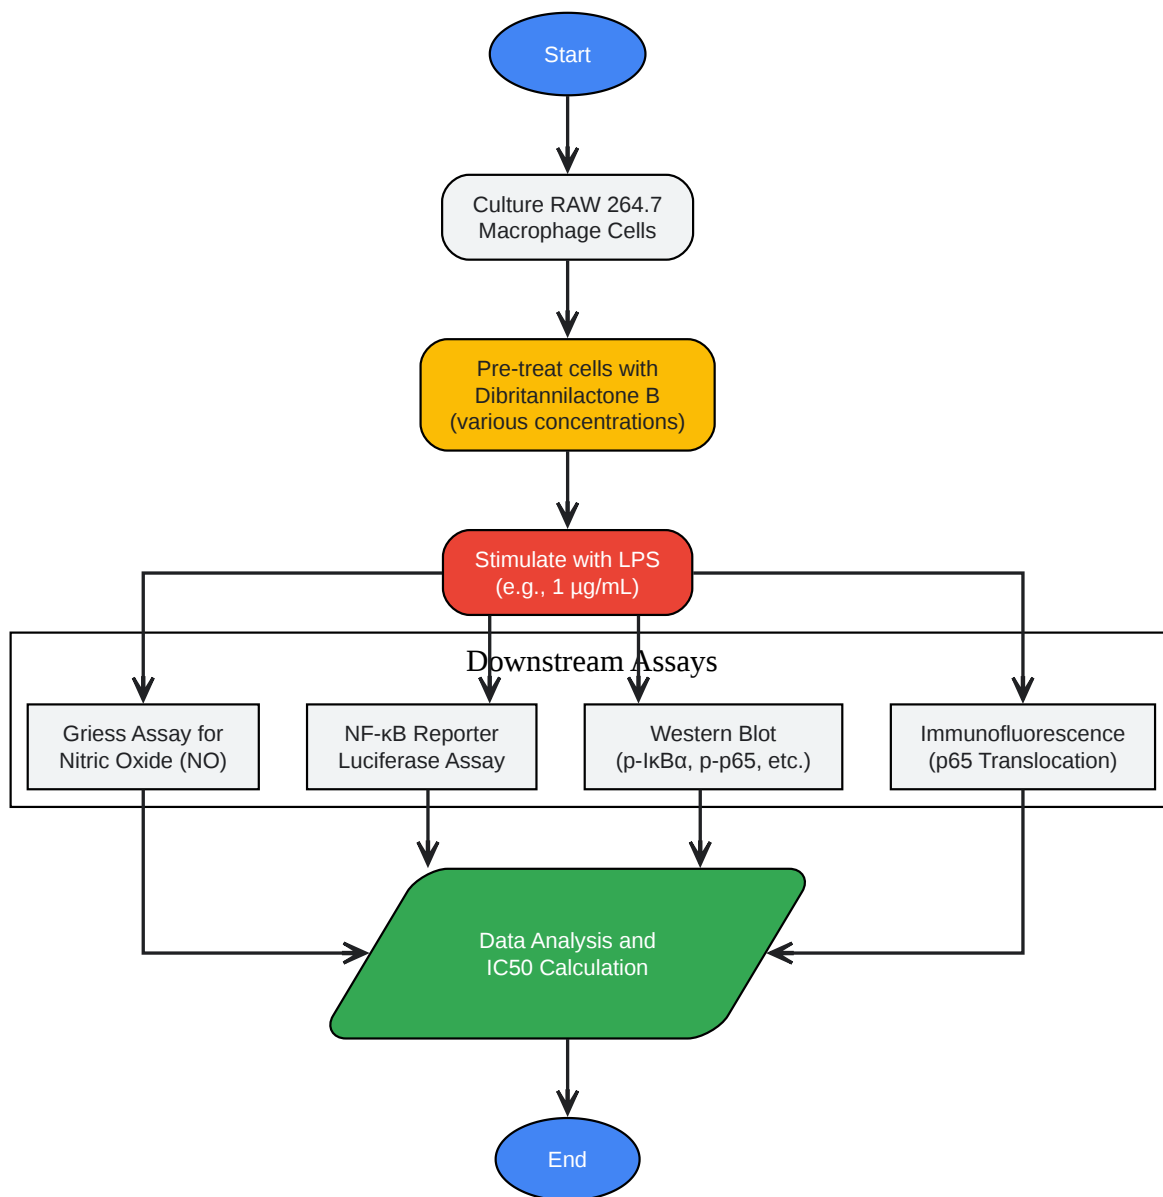 Start
Culture RAW 264.7
Macrophage Cells
Pre-treat cells with
Dibritannilactone B
(various concentrations)
Stimulate with LPS
(e.g., 1 µg/mL)
Downstream Assays
Griess Assay for
Nitric Oxide (NO)
NF-κB Reporter
Luciferase Assay
Western Blot
(p-IκBα, p-p65, etc.)
Immunofluorescence
(p65 Translocation)
Data Analysis and
IC50 Calculation
End